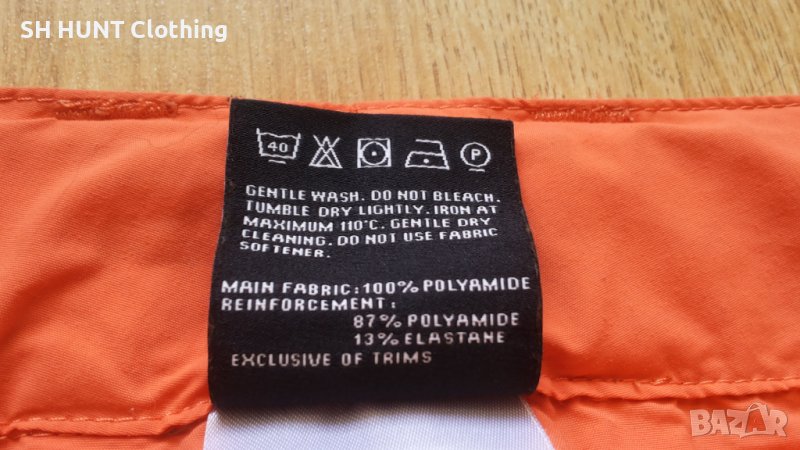 SH HUNT Clothing
40 P
GENTLE WASH. DO NOT BLEACH.
TUMBLE DRY LIGHTLY. IRON AT
MAXIMUM 110°C. GENTLE DRY
CLEANING. DO NOT USE FABRIC
SOFTENER.
MAIN FABRIC: 100% POLYAMIDE
REINFORCEMENT:
87% POLYAMIDE
13% ELASTANE
EXCLUSIVE OF TRIMS
BAZAR